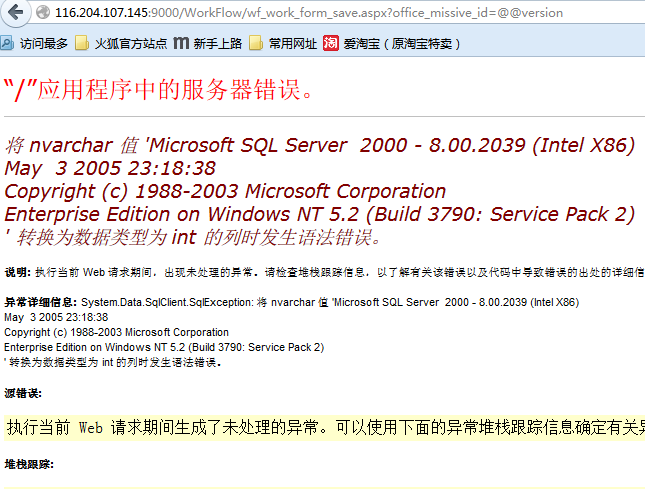 116.204.107.145:9000/WorkFlow/wf_work_form_save.aspx?office_missive_id=@@version
访问最多 火狐官方站点 新手上路 常用网址 淘 爱淘宝（原淘宝特卖）
“/”应用程序中的服务器错误。
将 nvarchar 值 'Microsoft SQL Server  2000 - 8.00.2039 (Intel X86)
May  3 2005 23:18:38
Copyright (c) 1988-2003 Microsoft Corporation
Enterprise Edition on Windows NT 5.2 (Build 3790: Service Pack 2)
' 转换为数据类型为 int 的列时发生语法错误。
说明: 执行当前 Web 请求期间，出现未处理的异常。请检查堆栈跟踪信息，以了解有关该错误以及代码中导致错误的出处的详细信
异常详细信息: System.Data.SqlClient.SqlException: 将 nvarchar 值 'Microsoft SQL Server  2000 - 8.00.2039 (Intel X86)
May  3 2005 23:18:38
Copyright (c) 1988-2003 Microsoft Corporation
Enterprise Edition on Windows NT 5.2 (Build 3790: Service Pack 2)
' 转换为数据类型为 int 的列时发生语法错误。
源错误:
执行当前 Web 请求期间生成了未处理的异常。可以使用下面的异常堆栈跟踪信息确定有关
堆栈跟踪: